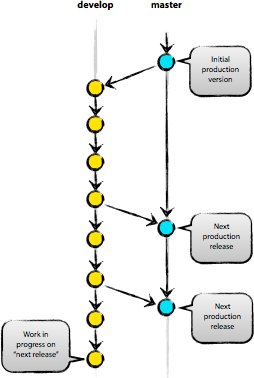 develop master
Initial
production
version
Next
production
release
Next
production
release
Work in
progress on
"next release"